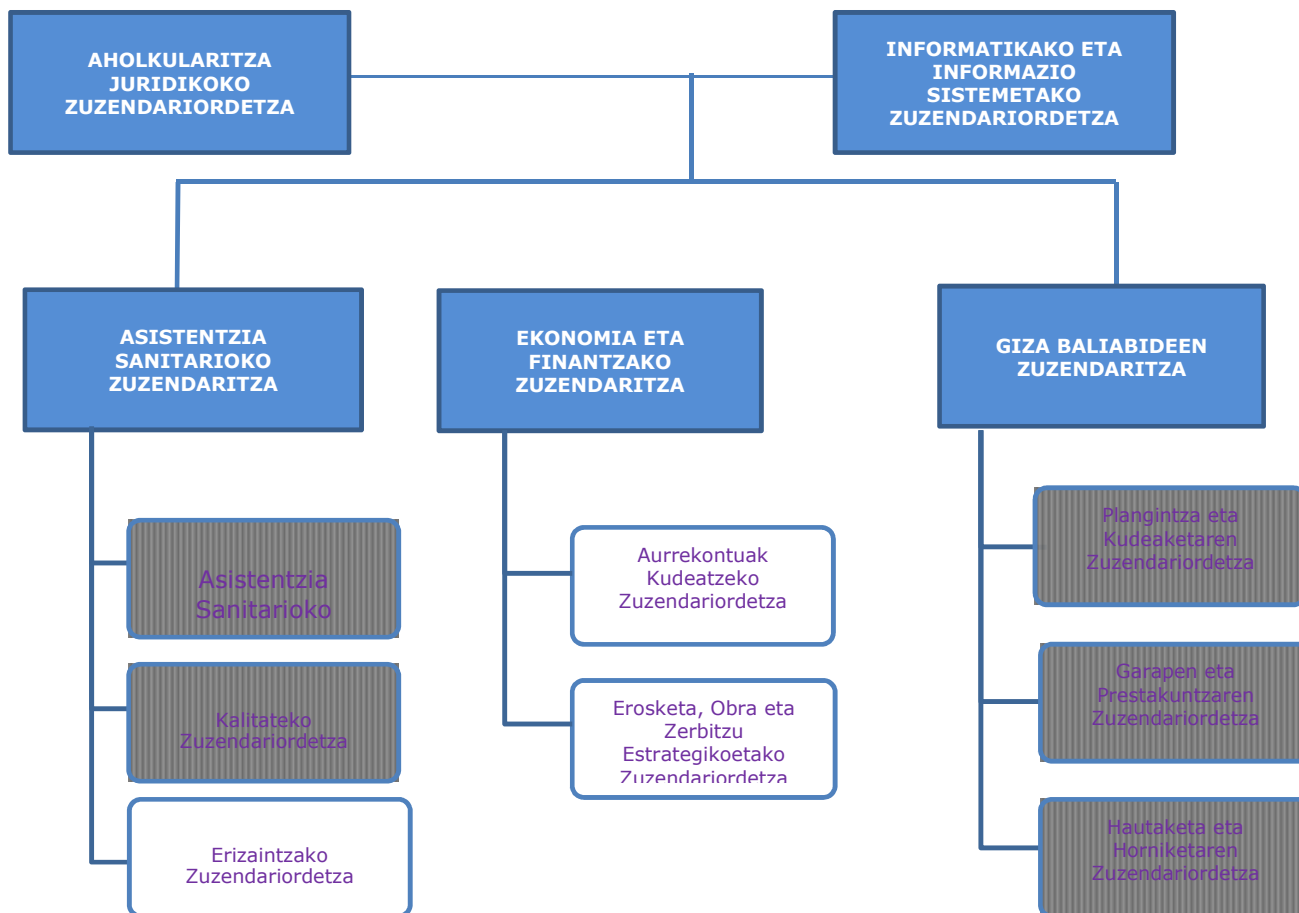 AHOLKULARITZA
JURIDIKOKO
ZUZENDARIORDETZA
INFORMATIKAKO ETA
INFORMAZIO
SISTEMETAKO
ZUZENDARIORDETZA
ASISTENTZIA
SANITARIOKO
ZUZENDARITZA
EKONOMIA ETA
FINANTZAKO
ZUZENDARITZA
GIZA BALIABIDEEN
ZUZENDARITZA
Asistentzia
Sanitarioko
Kalitateko
Zuzendariordetza
Erizaintzako
Zuzendariordetza
Aurrekontuak
Kudeatzeko
Zuzendariordetza
Erosketa, Obra eta
Zerbitzu
Estrategikoetako
Zuzendariordetza
Plangintza eta
Kudeaketaren
Zuzendariordetza
Garapen eta
Prestakuntzaren
Zuzendariordetza
Hautaketa eta
Horniketaren
Zuzendariordetza